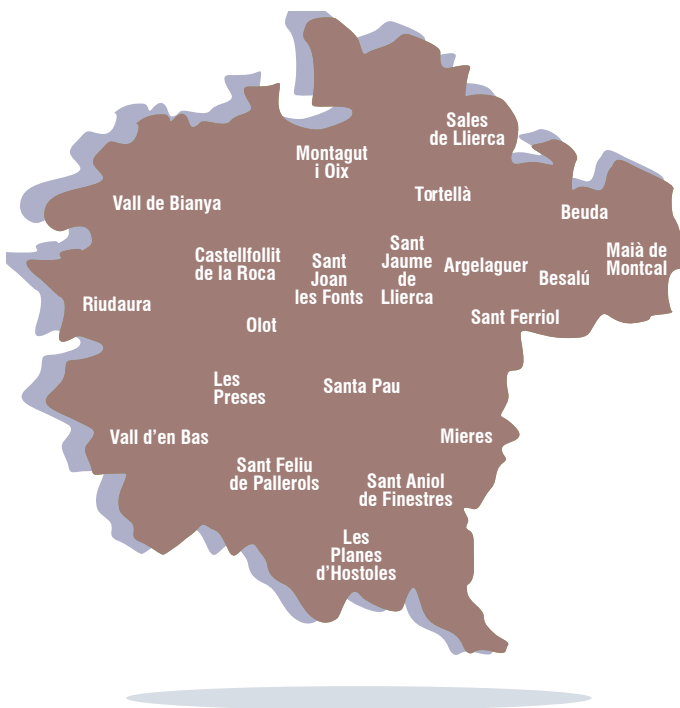 Sales
de Llierca
Montagut
i Oix
Tortellà
Vall de Bianya
Beuda
Castellfollit
de la Roca
Sant
Joan
les Fonts
Sant
Jaume
de
Llierca
Argelaguer
Besalú
Maià de
Montcal
Riudaura
Olot
Sant Ferriol
Les
Preses
Santa Pau
Vall d'en Bas
Mieres
Sant Feliu
de Pallerols
Sant Aniol
de Finestres
Les
Planes
d’Hostoles